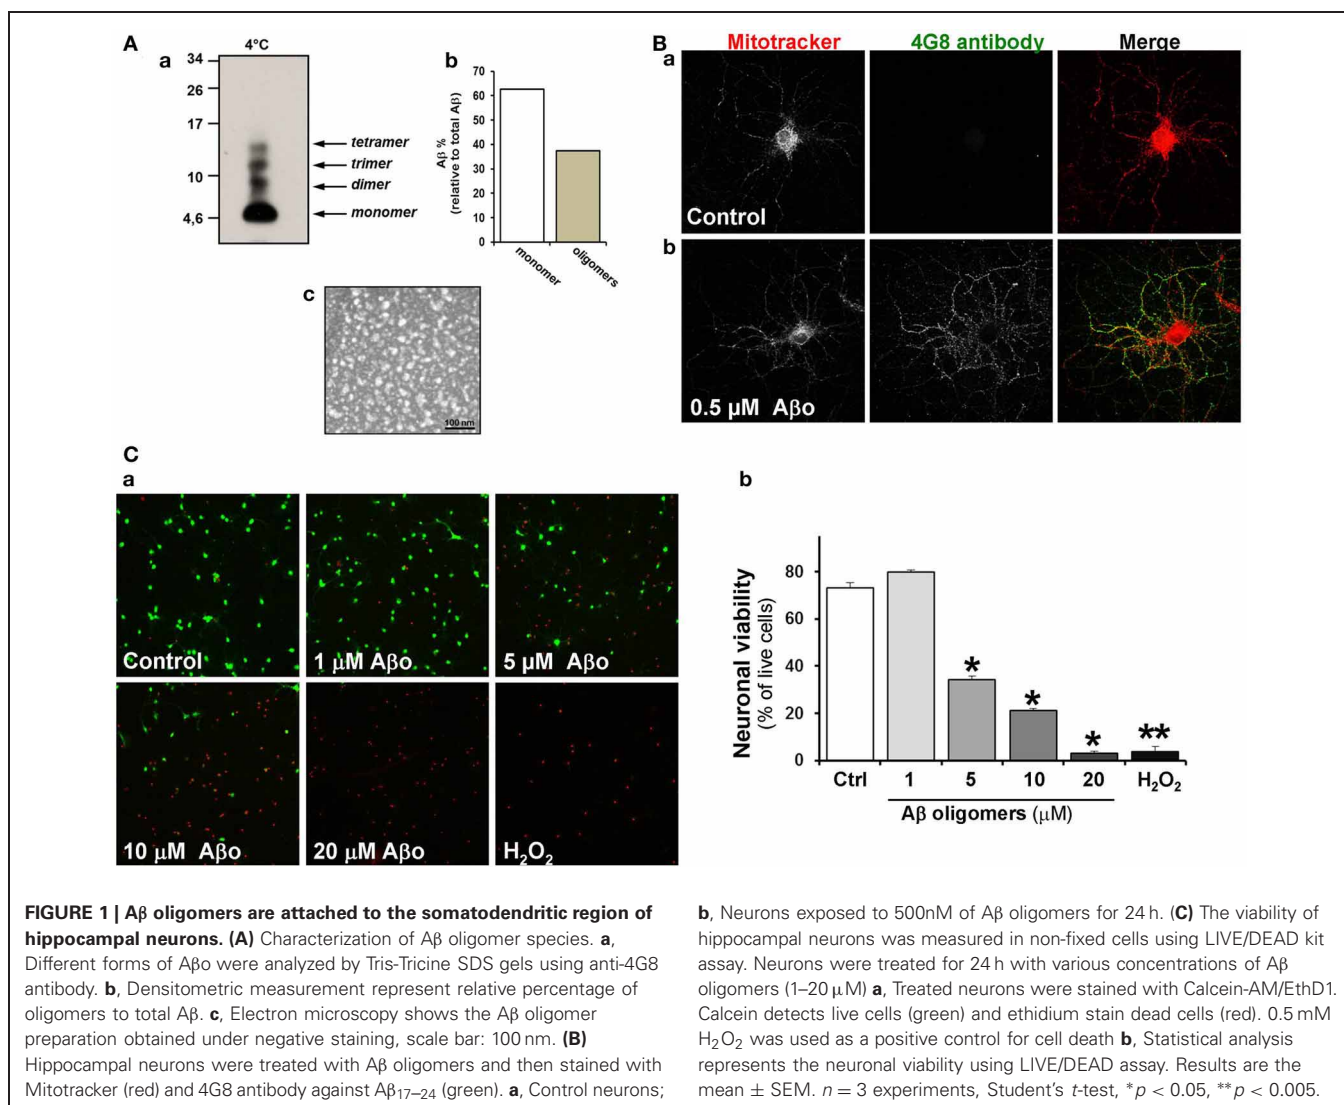 A
4°C
a
34
26
17
10
4,6
tetramer
trimer
dimer
monomer
b
Aβ %
(relative to total Aβ)
70
60
50
40
30
20
10
0
monomer
oligomers
c
100 nm
B
Mitotracker
4G8 antibody
Merge
a
Control
b
0.5 µM Aβo
C
a
Control
1 µM Aβo
5 µM Aβo
10 µM Aβo
20 µM Aβo
H₂O₂
b
Neuronal viability
(% of live cells)
80
60
40
20
0
*
*
*
**
Ctrl
1
5
10
20
H₂O₂
Aβ oligomers (µM)
FIGURE 1 | Aβ oligomers are attached to the somatodendritic region of
hippocampal neurons. (A) Characterization of Aβ oligomer species. a,
Different forms of Aβo were analyzed by Tris-Tricine SDS gels using anti-4G8
antibody. b, Densitometric measurement represent relative percentage of
oligomers to total Aβ. c, Electron microscopy shows the Aβ oligomer
preparation obtained under negative staining, scale bar: 100 nm. (B)
Hippocampal neurons were treated with Aβ oligomers and then stained with
Mitotracker (red) and 4G8 antibody against Aβ₁₇₋₂₄ (green). a, Control neurons;
b, Neurons exposed to 500nM of Aβ oligomers for 24 h. (C) The viability of
hippocampal neurons was measured in non-fixed cells using LIVE/DEAD kit
assay. Neurons were treated for 24 h with various concentrations of Aβ
oligomers (1–20 µM) a, Treated neurons were stained with Calcein-AM/EthD1.
Calcein detects live cells (green) and ethidium stain dead cells (red). 0.5 mM
H₂O₂ was used as a positive control for cell death b, Statistical analysis
represents the neuronal viability using LIVE/DEAD assay. Results are the
mean ± SEM. n = 3 experiments, Student's t-test, *p < 0.05, **p < 0.005.